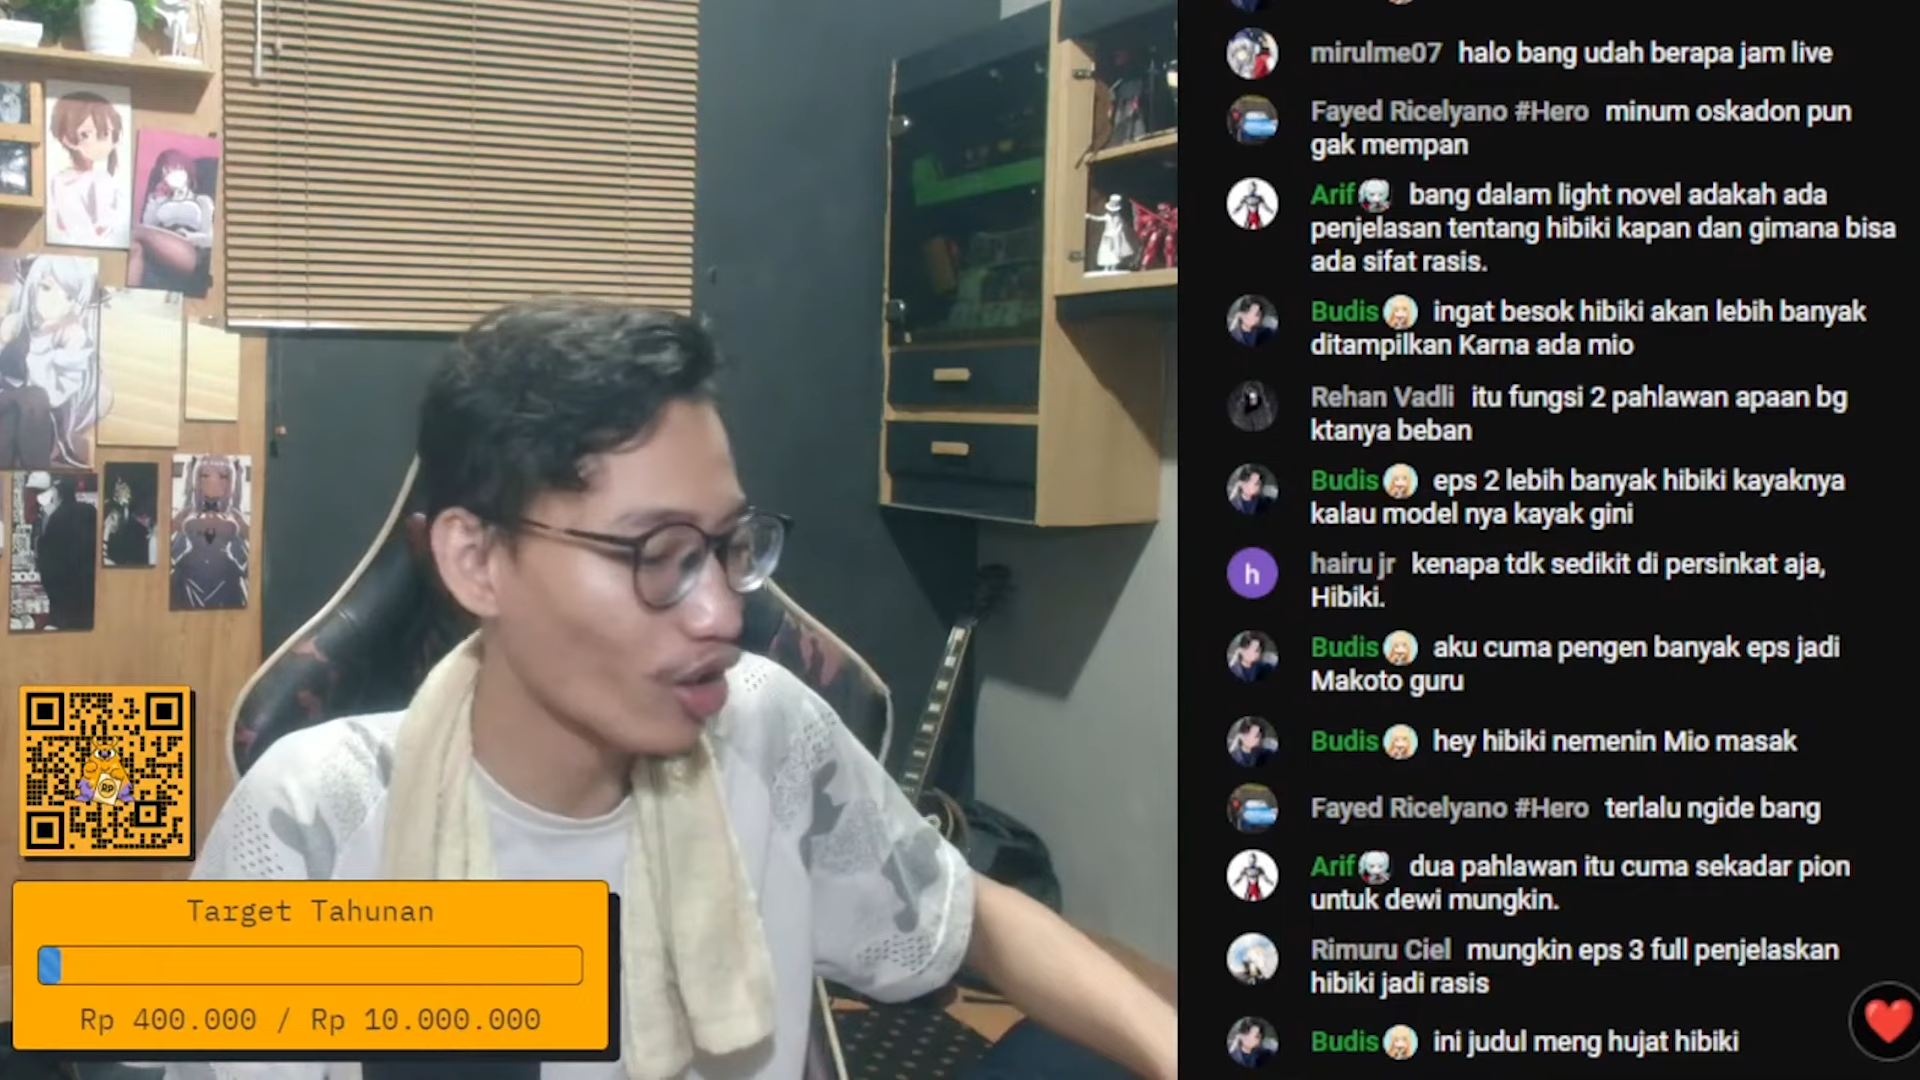 mirulme07 halo bang udah berapa jam live
Fayed Ricelyano #Hero minum oskadon pun
gak mempan
Arif bang dalam light novel adakah ada
penjelasan tentang hibiki kapan dan gimana bisa
ada sifat rasis.
Budis ingat besok hibiki akan lebih banyak
ditampilkan Karna ada mio
Rehan Vadli itu fungsi 2 pahlawan apaan bg
ktanya beban
Budis eps 2 lebih banyak hibiki kayaknya
kalau model nya kayak gini
h hairu jr kenapa tdk sedikit di persinkat aja,
Hibiki.
Budis aku cuma pengen banyak eps jadi
Makoto guru
Budis hey hibiki nemenin Mio masak
Fayed Ricelyano #Hero terlalu ngide bang
Arif dua pahlawan itu cuma sekadar pion
untuk dewi mungkin.
Rimuru Ciel mungkin eps 3 full penjelaskan
hibiki jadi rasis
Budis ini judul meng hujat hibiki
RP
Target Tahunan
Rp 400.000 / Rp 10.000.000